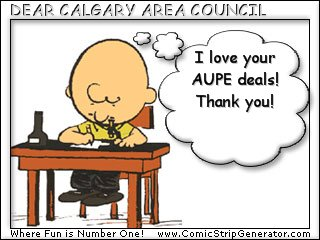 DEAR CALGARY AREA COUNCIL
I love your
AUPE deals!
Thank you!
Where Fun is Number One! www.ComicStripGenerator.com